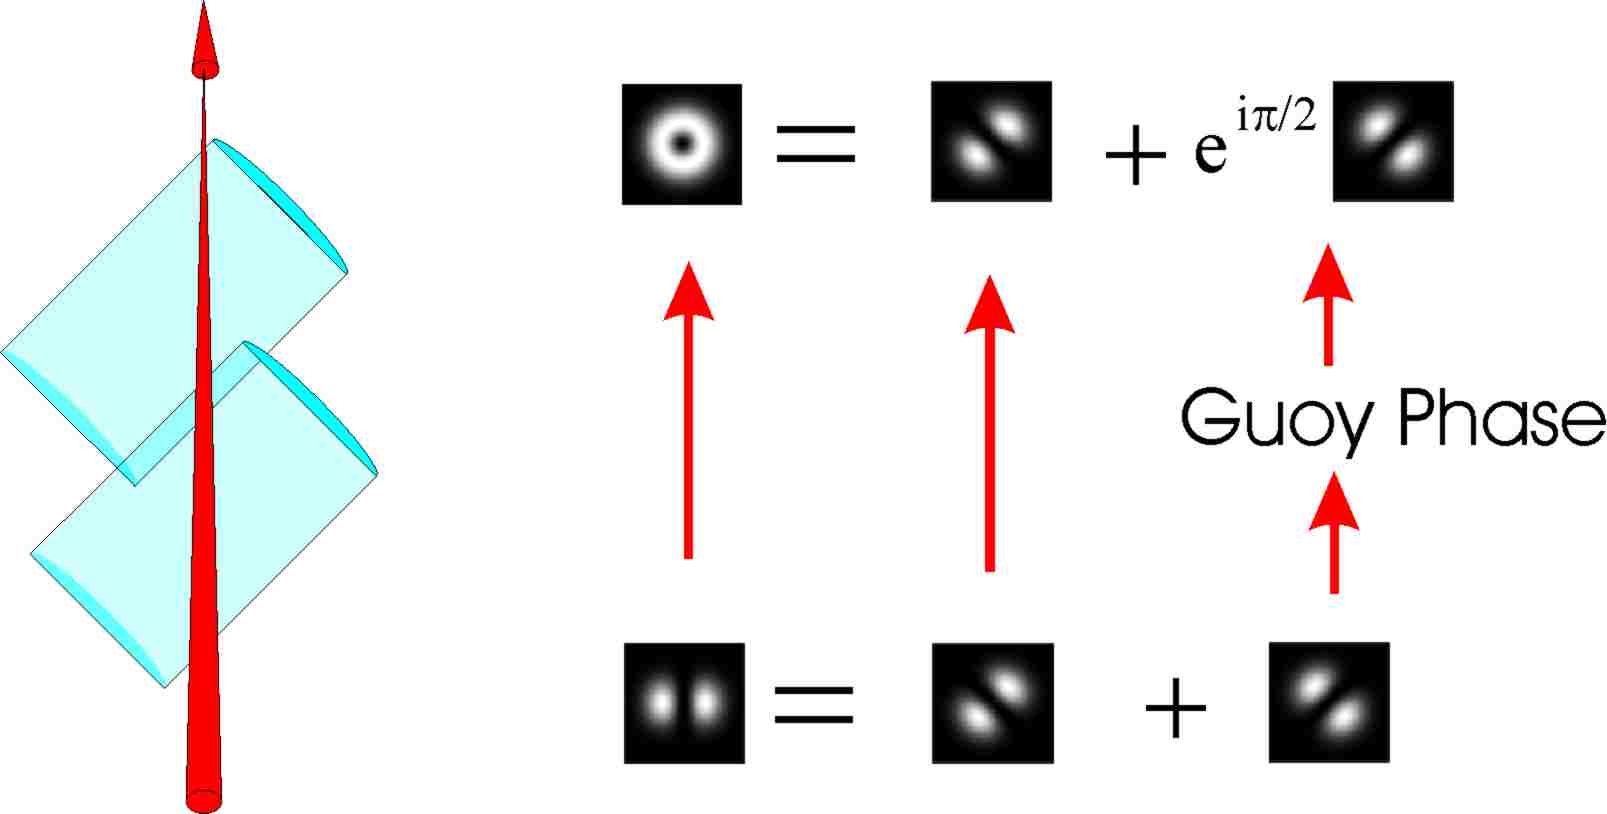 = + e^{iπ/2}
Guoy Phase
= +